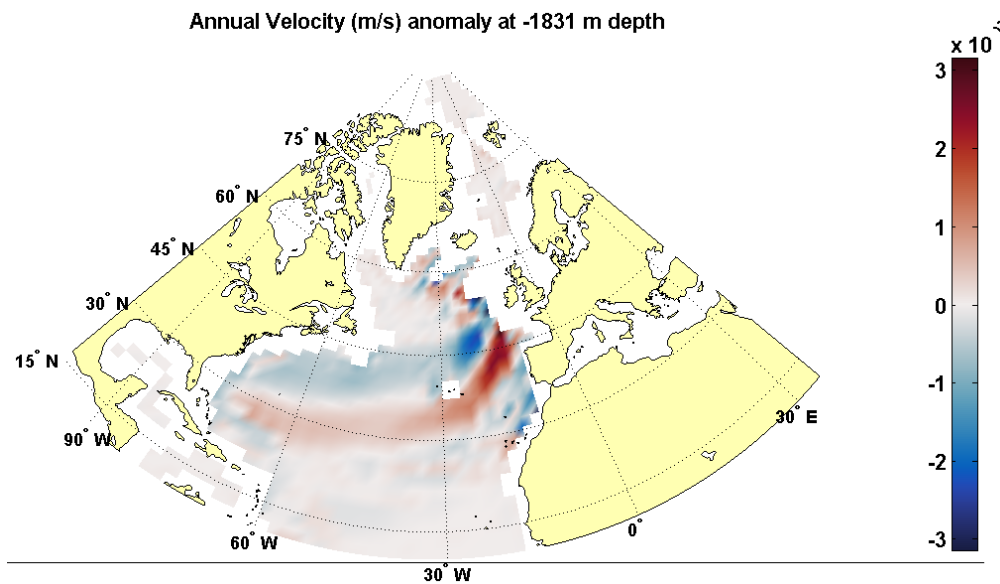 Annual Velocity (m/s) anomaly at -1831 m depth
x 10
3
2
1
0
-1
-2
-3
75° N
60° N
45° N
30° N
15° N
90° W
60° W
30° W
0°
30° E